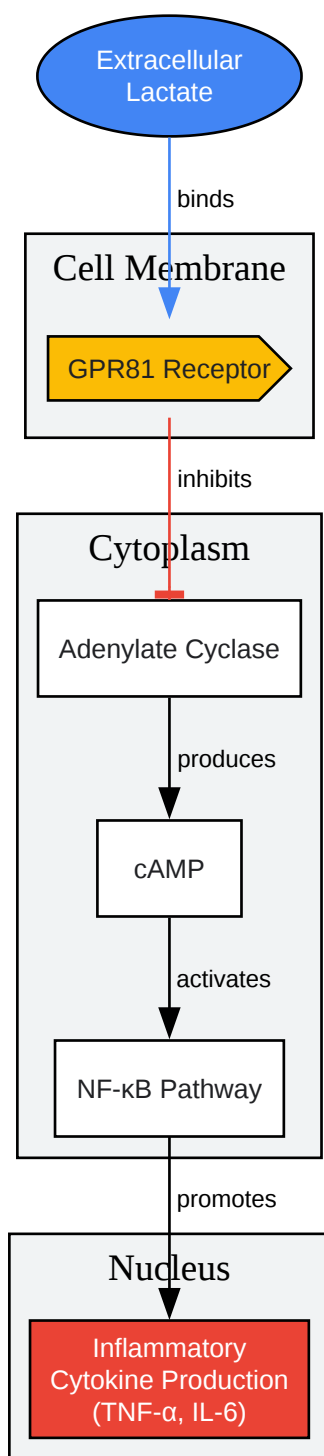 Extracellular
Lactate
binds
Cell Membrane
GPR81 Receptor
inhibits
Cytoplasm
Adenylate Cyclase
produces
cAMP
activates
NF-κB Pathway
promotes
Nucleus
Inflammatory
Cytokine Production
(TNF-α, IL-6)